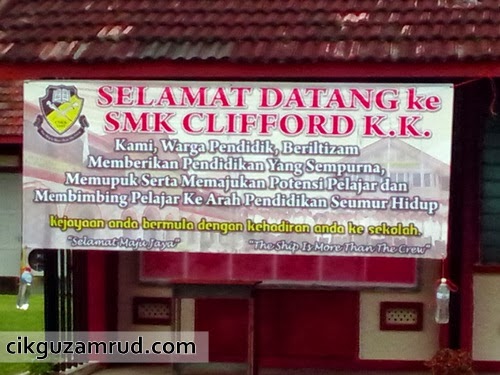 SELAMAT DATANG ke
SMK CLIFFORD K.K.
Kami, Warga Pendidik, Beriltizam
Memberikan Pendidikan Yang Sempurna,
Memupuk Serta Memajukan Potensi Pelajar dan
Membimbing Pelajar Ke Arah Pendidikan Seumur Hidup
Kejayaan anda bermula dengan kehadiran anda ke sekolah.
"Selamat Maju Jaya" "The Ship Is More Than The Crew"
cikguzamrud.com